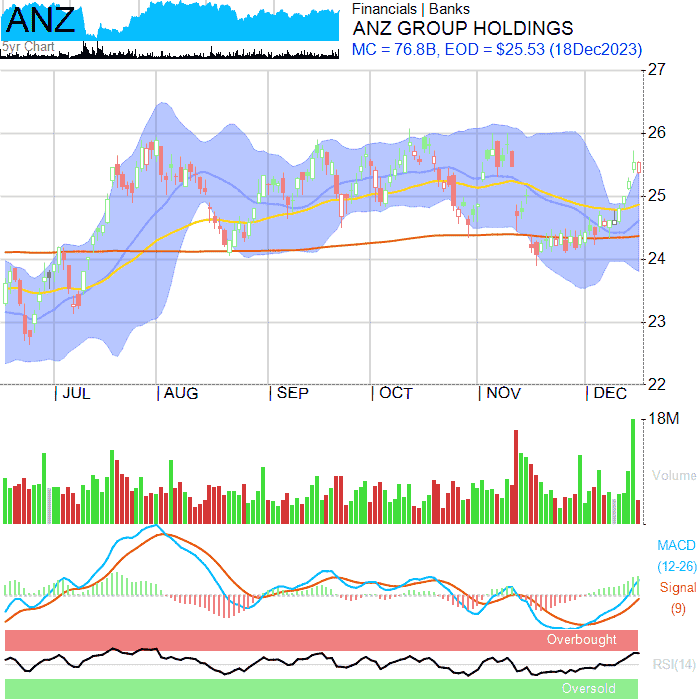 ANZ
5yr Chart
Financials | Banks
ANZ GROUP HOLDINGS
MC = 76.8B, EOD = $25.53 (18Dec2023)
27
26
25
24
23
22
JUL AUG SEP OCT NOV DEC
18M
Volume
MACD
(12-26)
Signal
(9)
Overbought
RSI(14)
Oversold